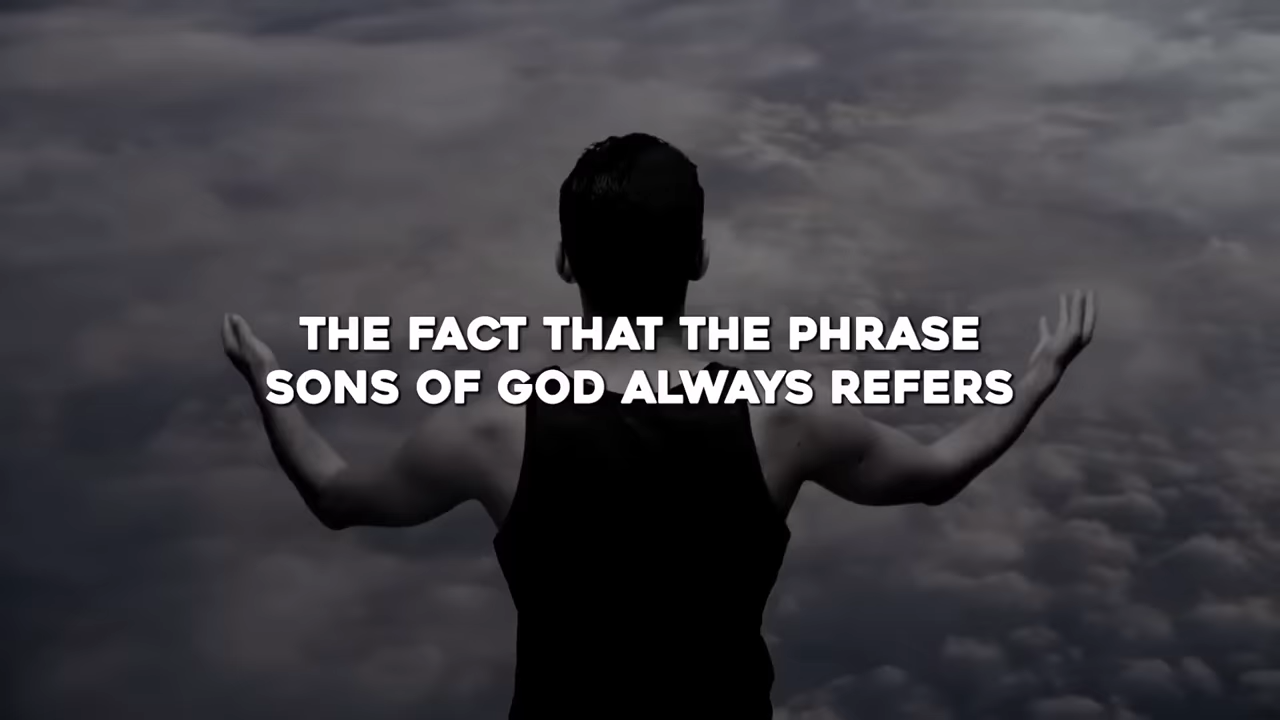 THE FACT THAT THE PHRASE
SONS OF GOD ALWAYS REFERS